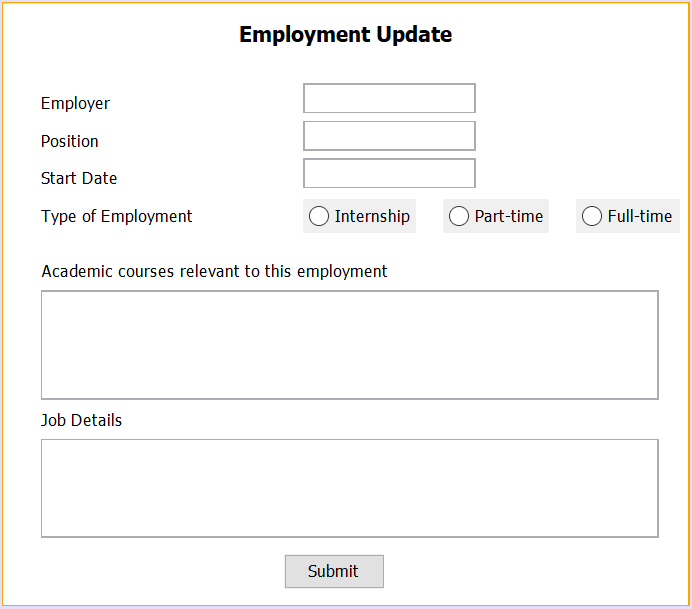 Employment Update
Employer
Position
Start Date
Type of Employment Internship Part-time Full-time
Academic courses relevant to this employment
Job Details
Submit